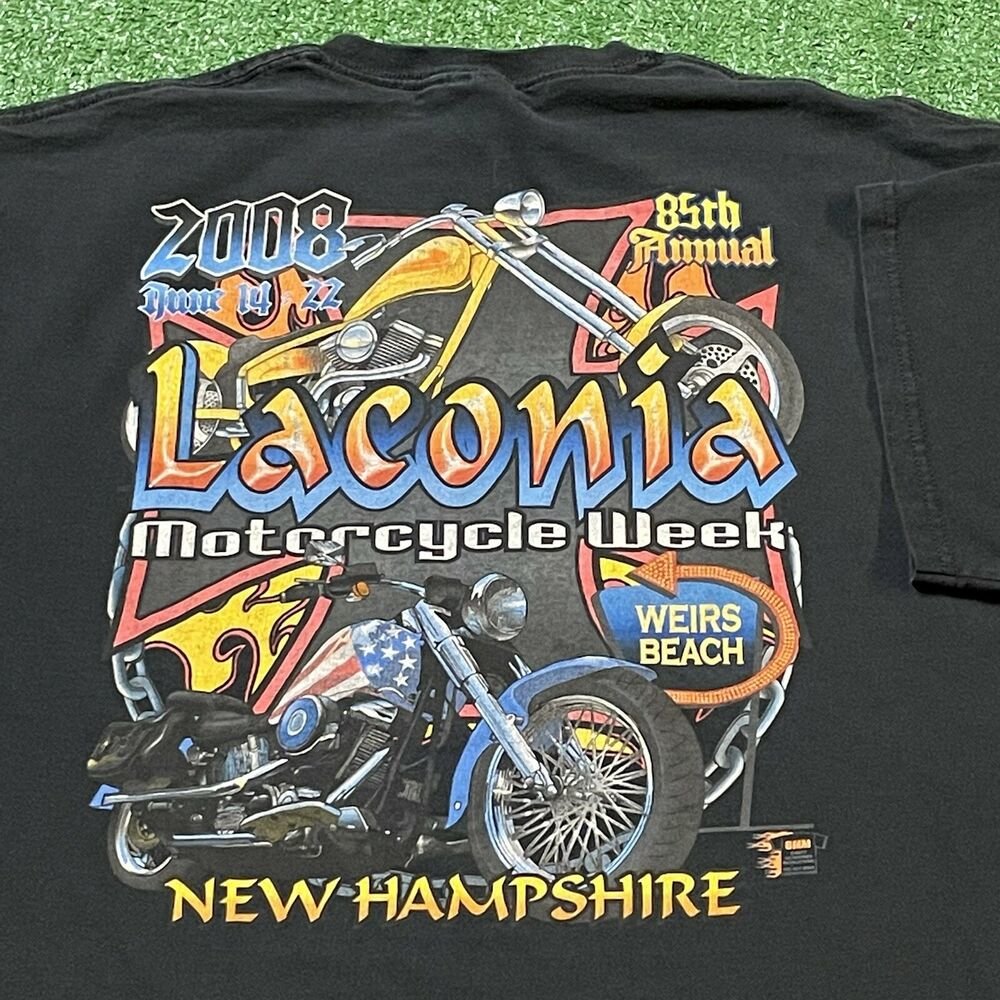 2008
June 14 - 22
85th
Annual
Laconia
Motorcycle Week
WEIRS
BEACH
NEW HAMPSHIRE